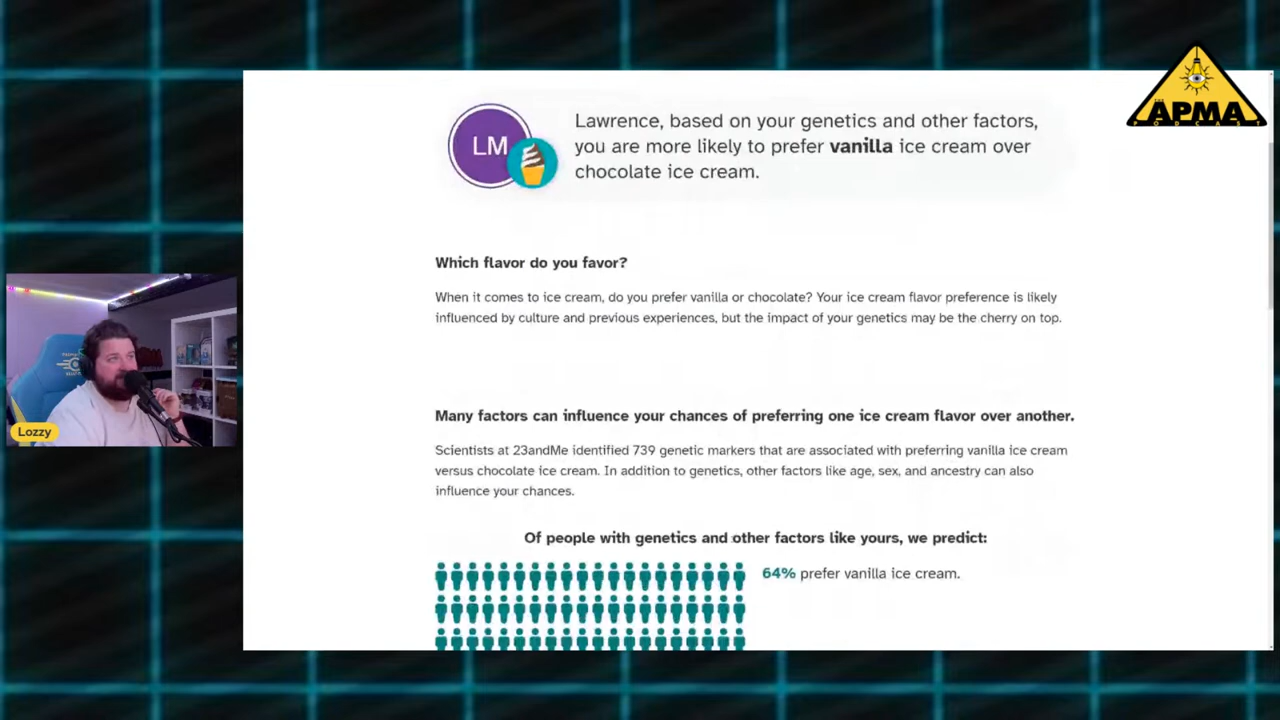 THE
APMA
PODCAST
LM
Lawrence, based on your genetics and other factors,
you are more likely to prefer vanilla ice cream over
chocolate ice cream.
Which flavor do you favor?
When it comes to ice cream, do you prefer vanilla or chocolate? Your ice cream flavor preference is likely
influenced by culture and previous experiences, but the impact of your genetics may be the cherry on top.
Many factors can influence your chances of preferring one ice cream flavor over another.
Scientists at 23andMe identified 739 genetic markers that are associated with preferring vanilla ice cream
versus chocolate ice cream. In addition to genetics, other factors like age, sex, and ancestry can also
influence your chances.
Of people with genetics and other factors like yours, we predict:
64% prefer vanilla ice cream.
Lozzy